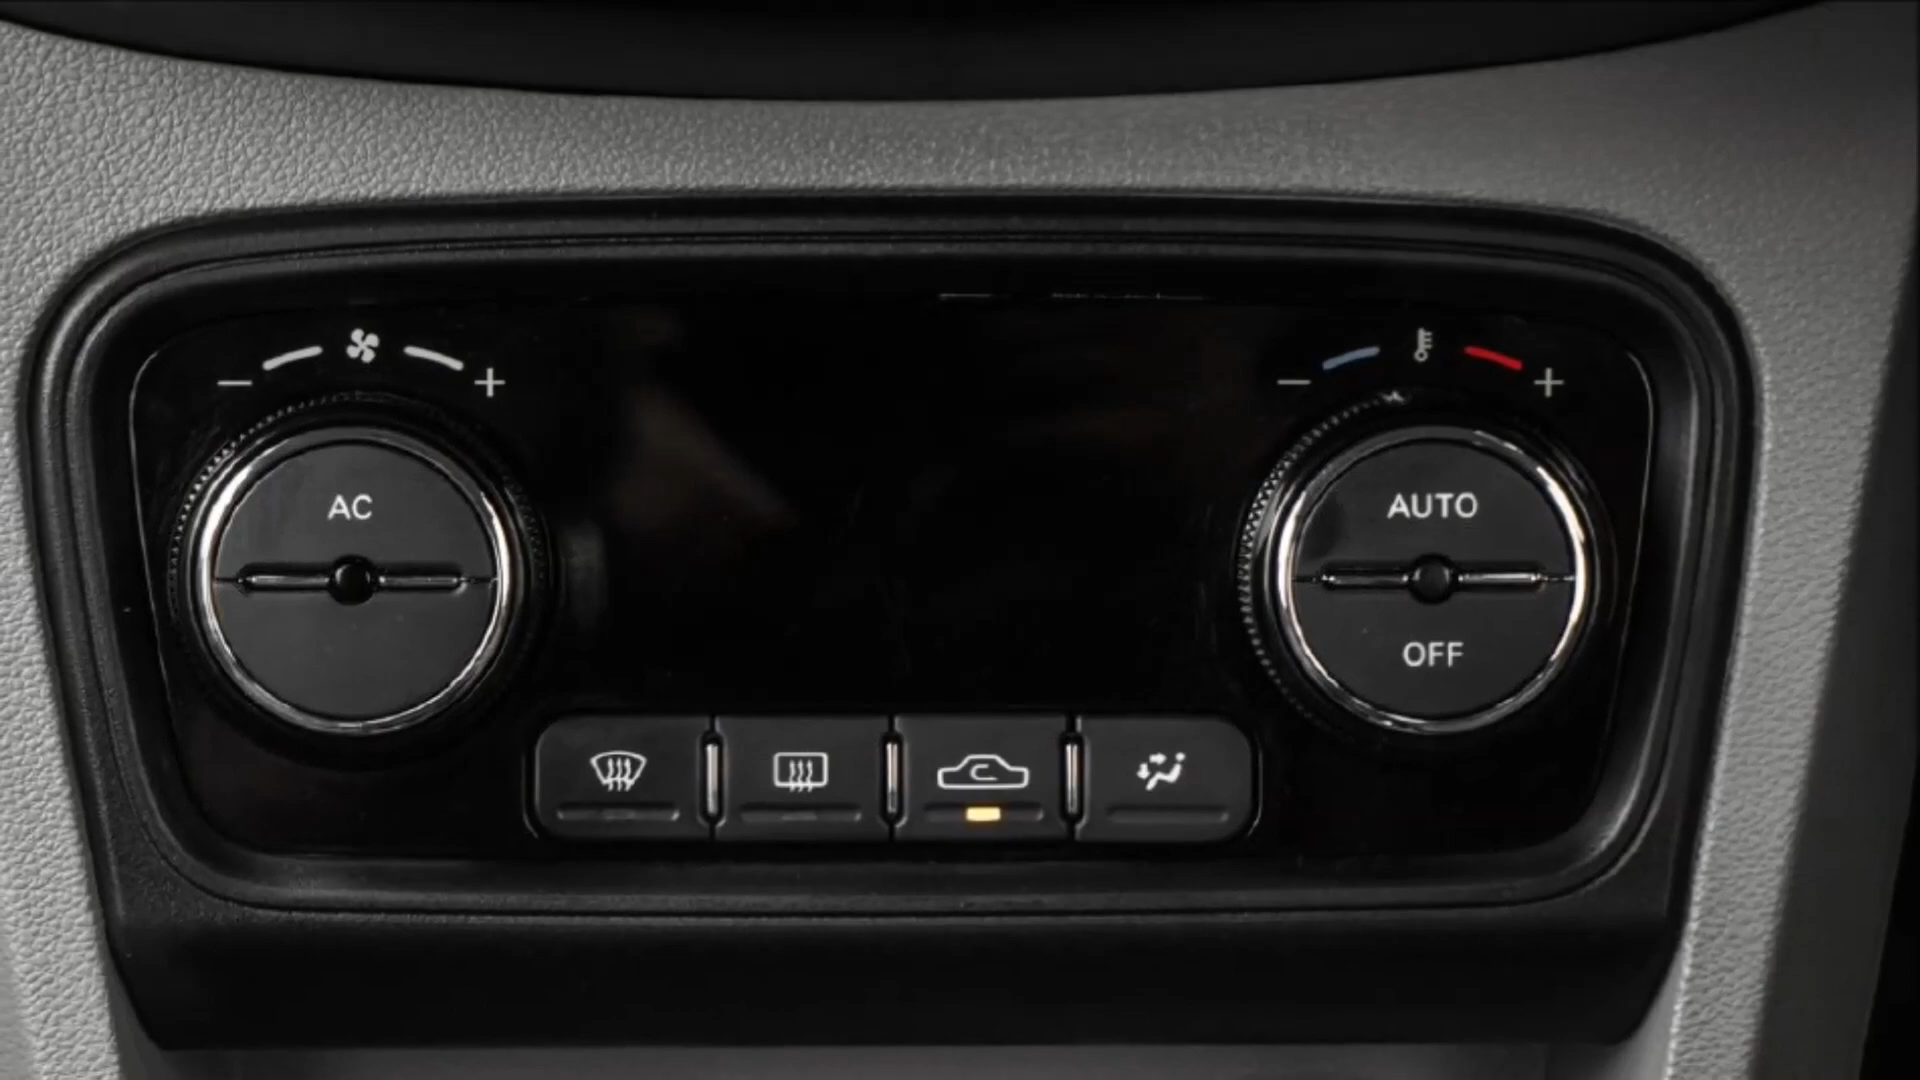 − +
− +
AC
AUTO
OFF